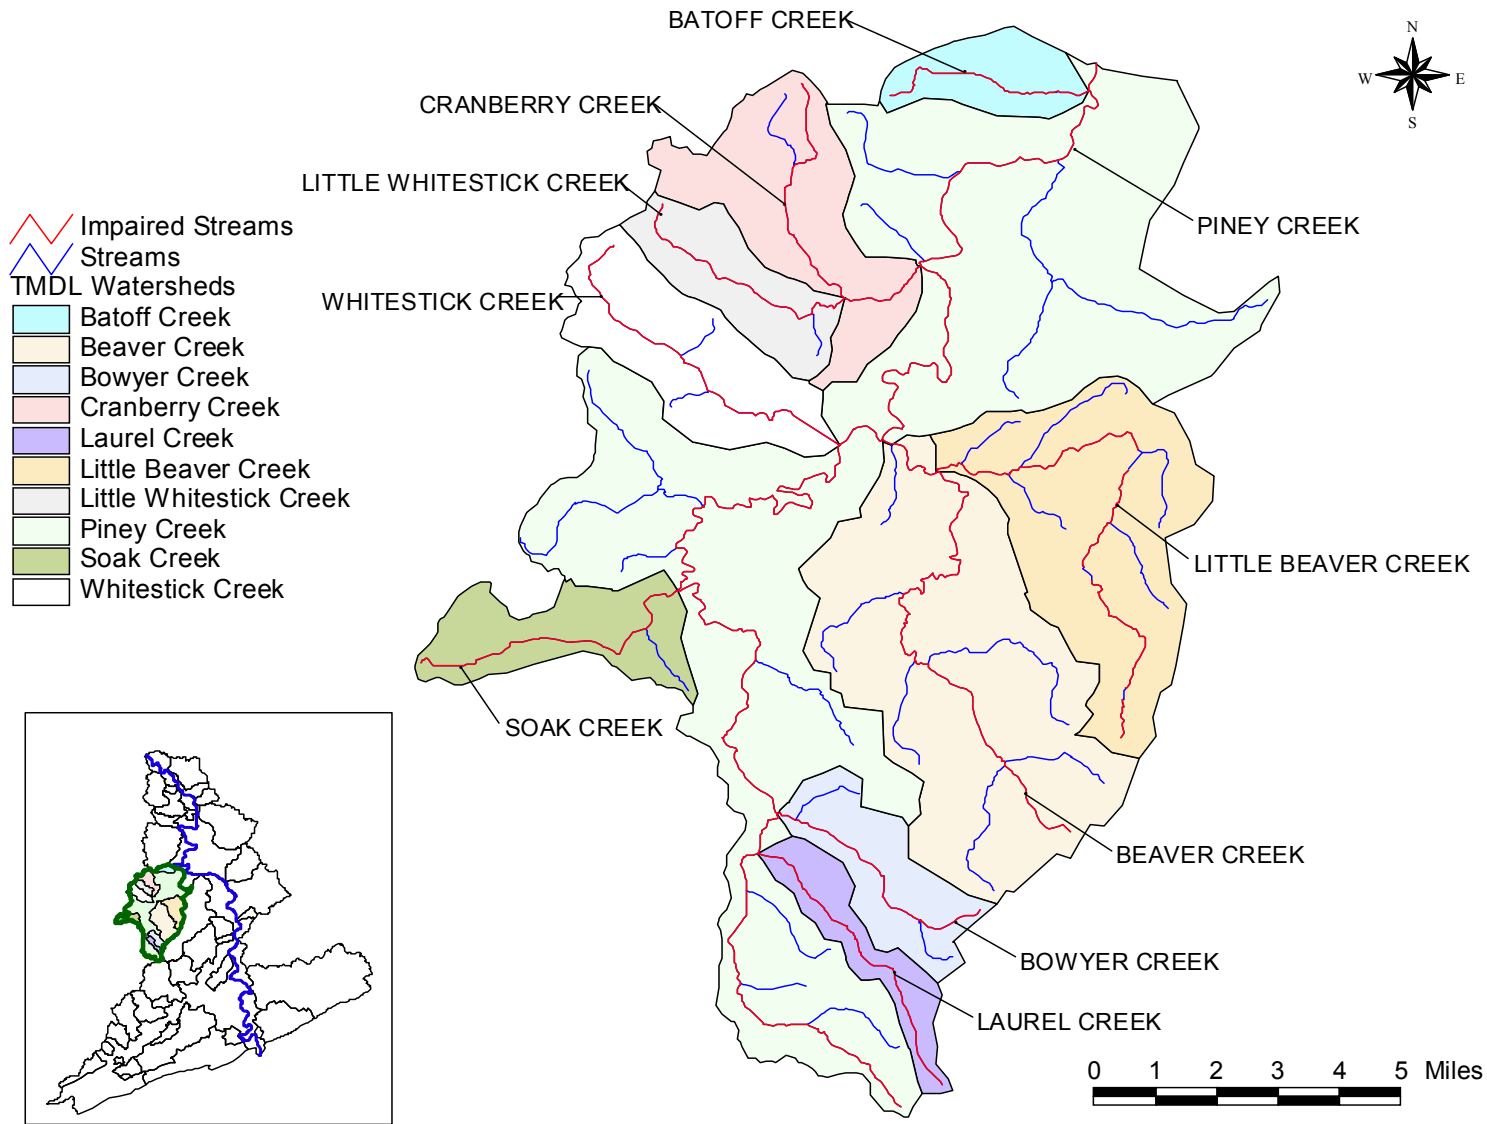 BATOFF CREEK
N
W
E
S
CRANBERRY CREEK
LITTLE WHITESTICK CREEK
PINEY CREEK
WHITESTICK CREEK
Impaired Streams
Streams
TMDL Watersheds
Batoff Creek
Beaver Creek
Bowyer Creek
Cranberry Creek
Laurel Creek
Little Beaver Creek
Little Whitestick Creek
Piney Creek
Soak Creek
Whitestick Creek
LITTLE BEAVER CREEK
SOAK CREEK
BEAVER CREEK
BOWYER CREEK
LAUREL CREEK
0 1 2 3 4 5 Miles